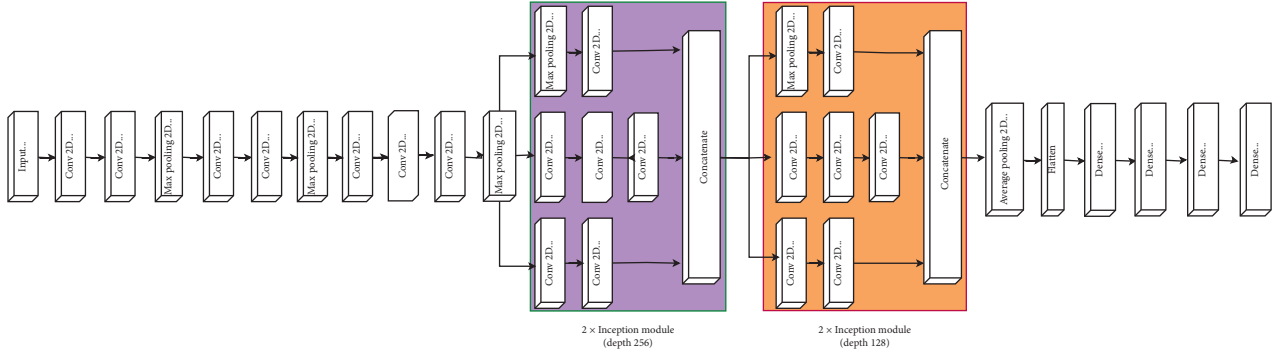 Input...
Conv 2D...
Conv 2D...
Max pooling 2D...
Conv 2D...
Conv 2D...
Max pooling 2D...
Conv 2D...
Conv 2D...
Conv 2D...
Max pooling 2D...
Max pooling 2D...
Conv 2D...
Conv 2D...
Conv 2D...
Conv 2D...
Conv 2D...
Conv 2D...
Concatenate
2 × Inception module
(depth 256)
Max pooling 2D...
Conv 2D...
Conv 2D...
Conv 2D...
Conv 2D...
Conv 2D...
Conv 2D...
Concatenate
2 × Inception module
(depth 128)
Average pooling 2D...
Flatten
Dense...
Dense...
Dense...
Dense...